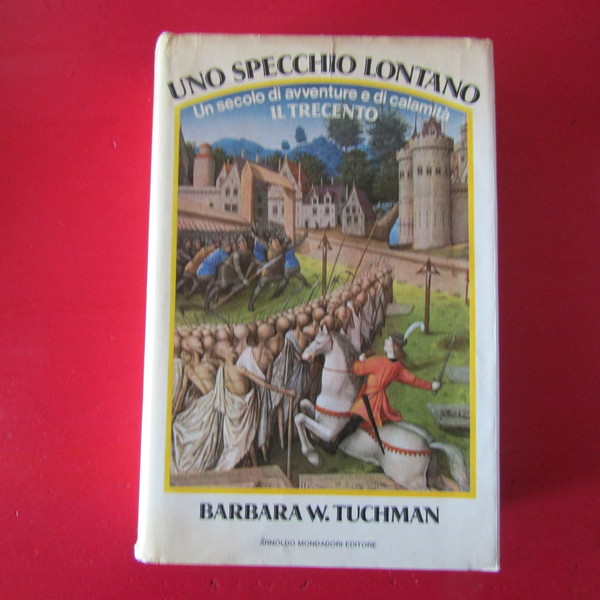 UNO SPECCHIO LONTANO
Un secolo di avventure e di calamità
IL TRECENTO
BARBARA W. TUCHMAN
ARNOLDO MONDADORI EDITORE